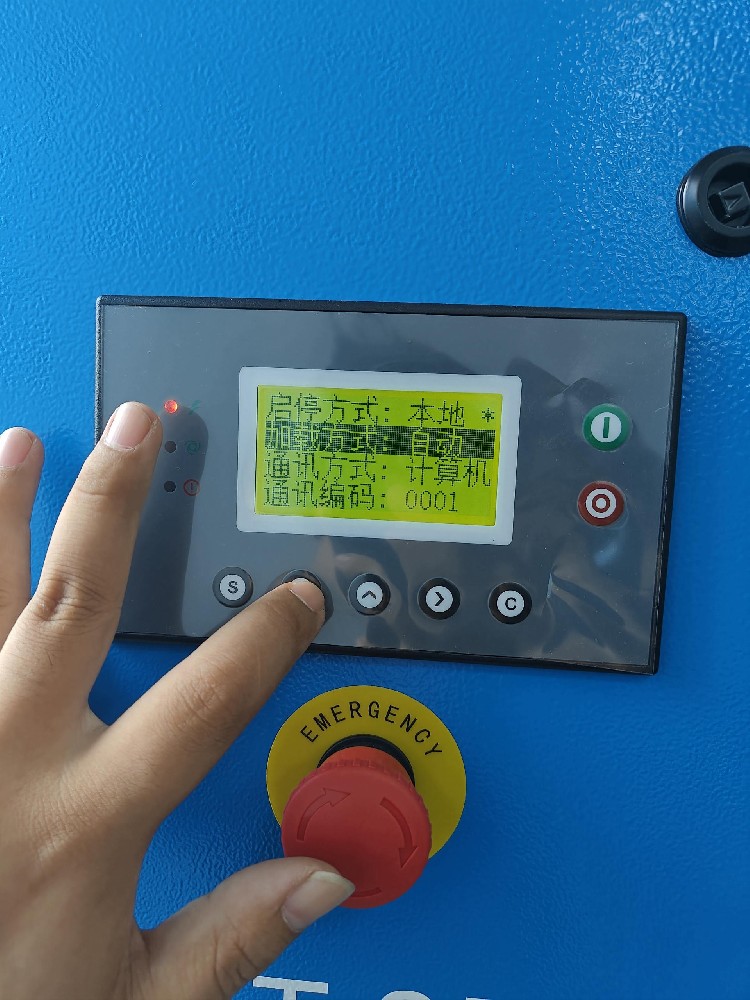 启停方式: 本地 *
加载方式: 自动
通讯方式: 计算机
通讯编码: 0001
S
C
EMERGENCY